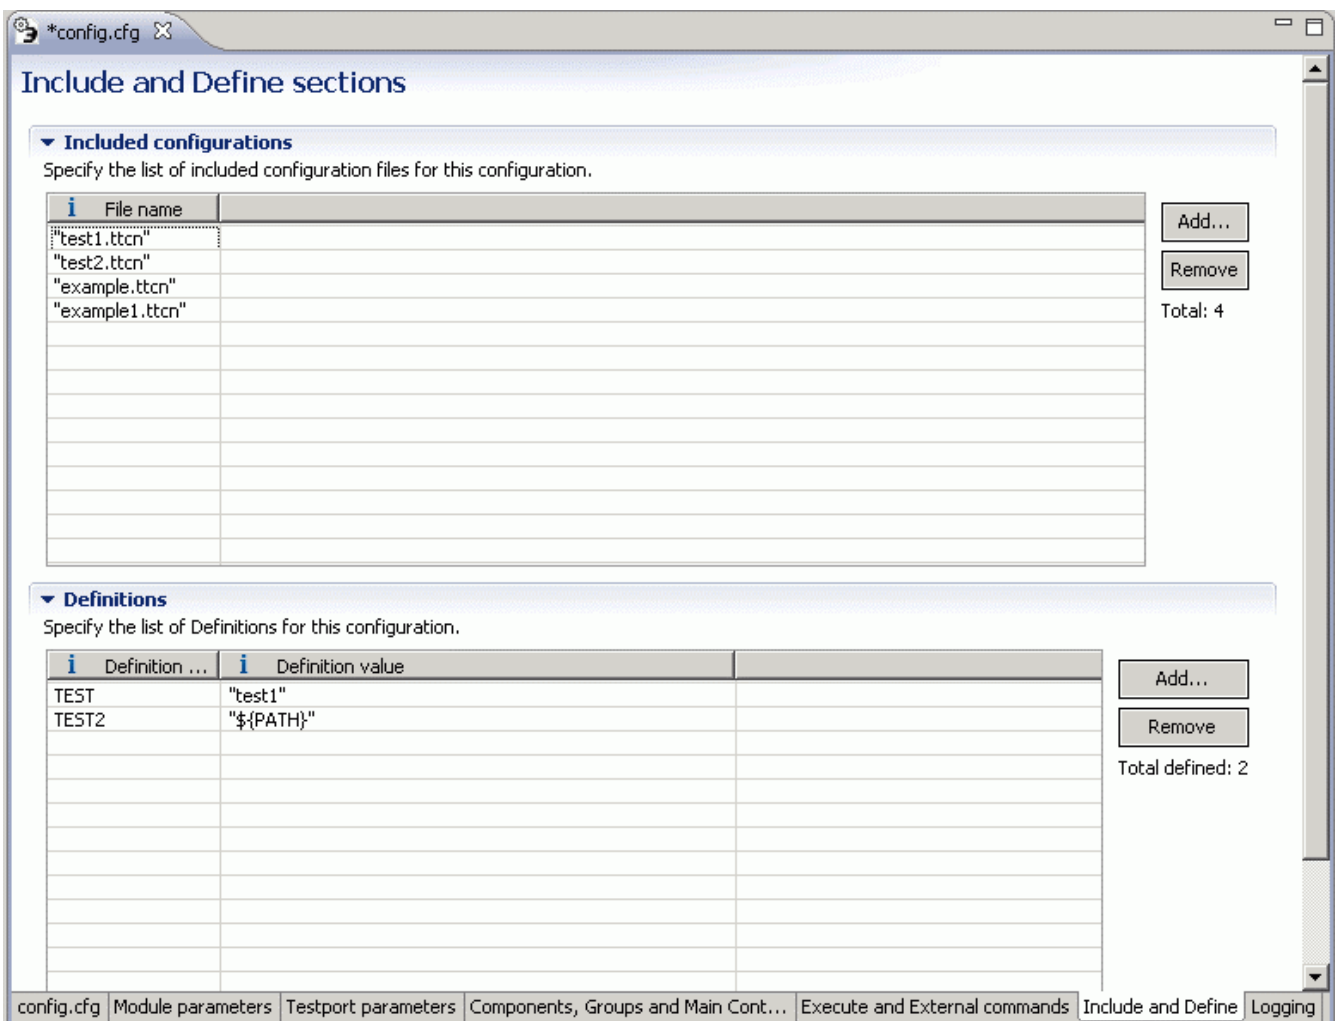 *config.cfg
Include and Define sections
Included configurations
Specify the list of included configuration files for this configuration.
File name
"test1.ttcn"
"test2.ttcn"
"example.ttcn"
"example1.ttcn"
Add...
Remove
Total: 4
Definitions
Specify the list of Definitions for this configuration.
Definition ... Definition value
TEST "test1"
TEST2 "${PATH}"
Add...
Remove
Total defined: 2
config.cfg Module parameters Testport parameters Components, Groups and Main Cont... Execute and External commands Include and Define Logging